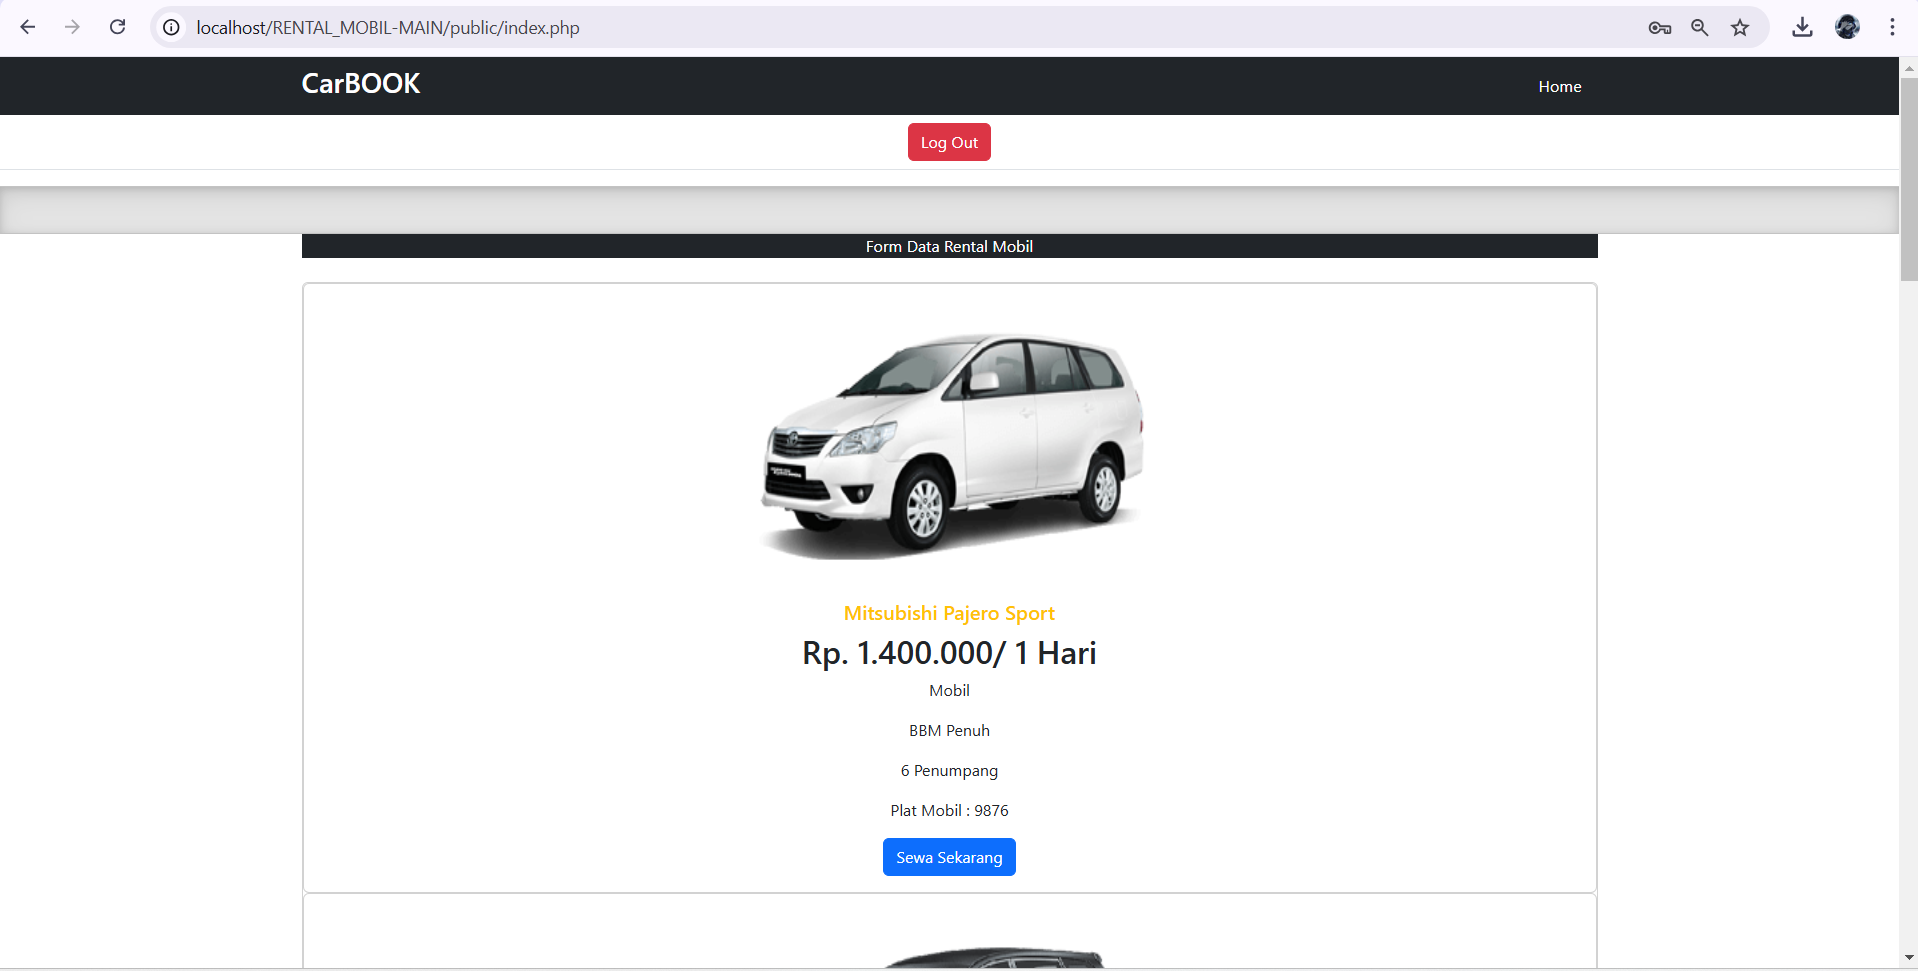 localhost/RENTAL_MOBIL-MAIN/public/index.php
CarBOOK
Home
Log Out
Form Data Rental Mobil
Mitsubishi Pajero Sport
Rp. 1.400.000/ 1 Hari
Mobil
BBM Penuh
6 Penumpang
Plat Mobil : 9876
Sewa Sekarang